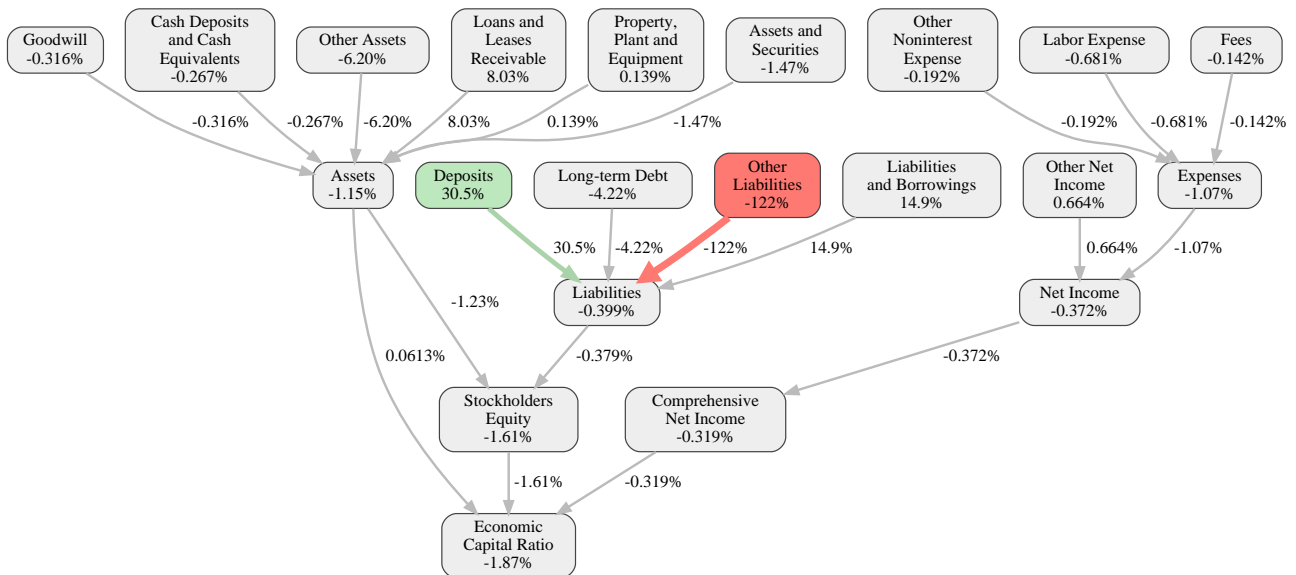 Goodwill
-0.316%
Cash Deposits
and Cash
Equivalents
-0.267%
Other Assets
-6.20%
Loans and
Leases
Receivable
8.03%
Property,
Plant and
Equipment
0.139%
Assets and
Securities
-1.47%
Other
Noninterest
Expense
-0.192%
Labor Expense
-0.681%
Fees
-0.142%
-0.316%
-0.267%
-6.20%
8.03%
0.139%
-1.47%
-0.192%
-0.681%
-0.142%
Assets
-1.15%
Deposits
30.5%
Long-term Debt
-4.22%
Other
Liabilities
-122%
Liabilities
and Borrowings
14.9%
Other Net
Income
0.664%
Expenses
-1.07%
30.5%
-4.22%
-122%
14.9%
0.664%
-1.07%
-1.23%
Liabilities
-0.399%
Net Income
-0.372%
0.0613%
-0.379%
-0.372%
Stockholders
Equity
-1.61%
Comprehensive
Net Income
-0.319%
-1.61%
-0.319%
Economic
Capital Ratio
-1.87%